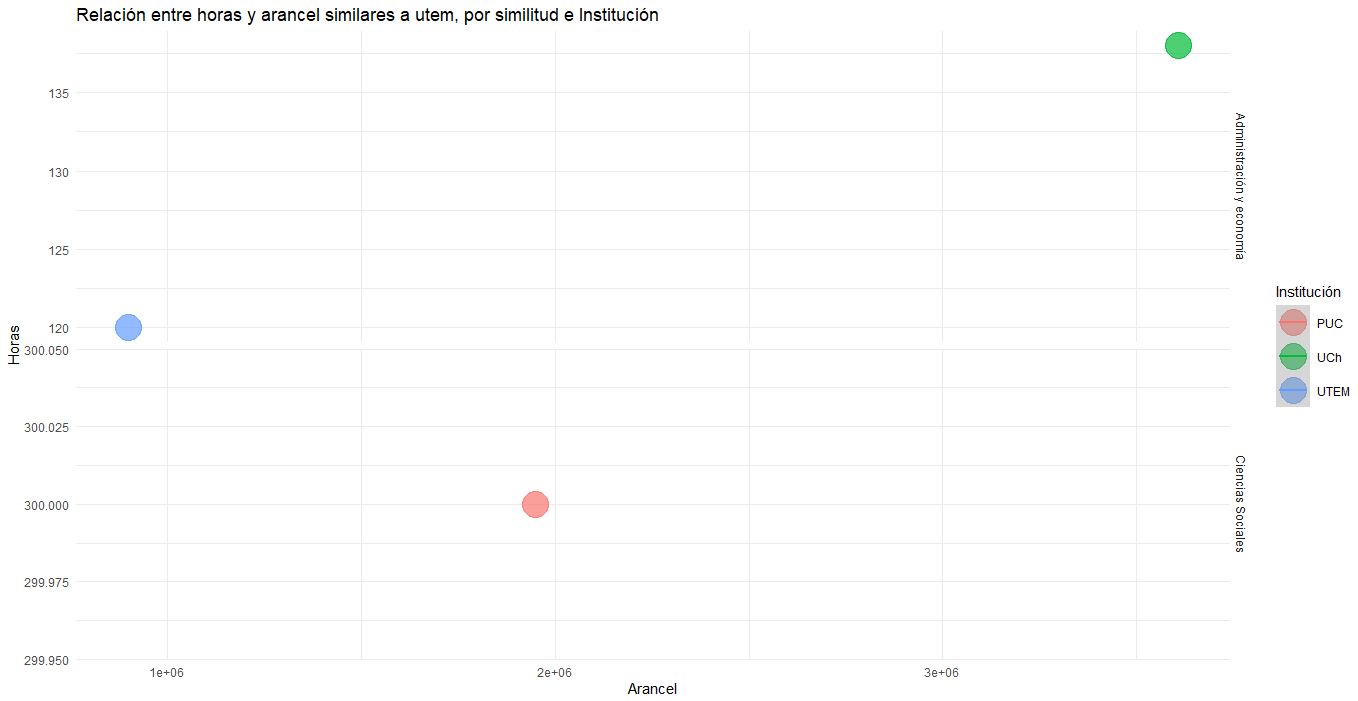 Relación entre horas y arancel similares a utem, por similitud e Institución
135
130
125
120
Administración y economía
300.050
300.025
300.000
299.975
299.950
Ciencias Sociales
Horas
1e+06
2e+06
3e+06
Arancel
Institución
PUC
UCh
UTEM